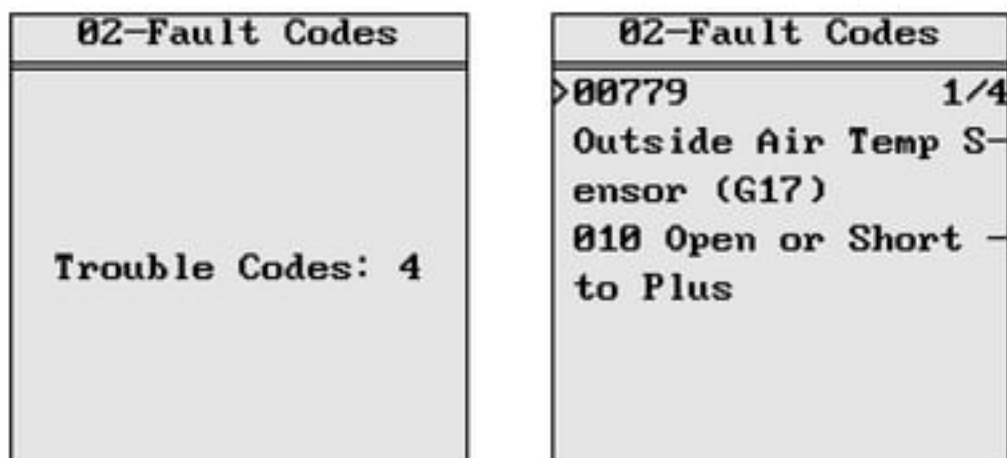 02-Fault Codes
Trouble Codes: 4
02-Fault Codes
>00779 1/4
Outside Air Temp S-
ensor (G17)
010 Open or Short -
to Plus